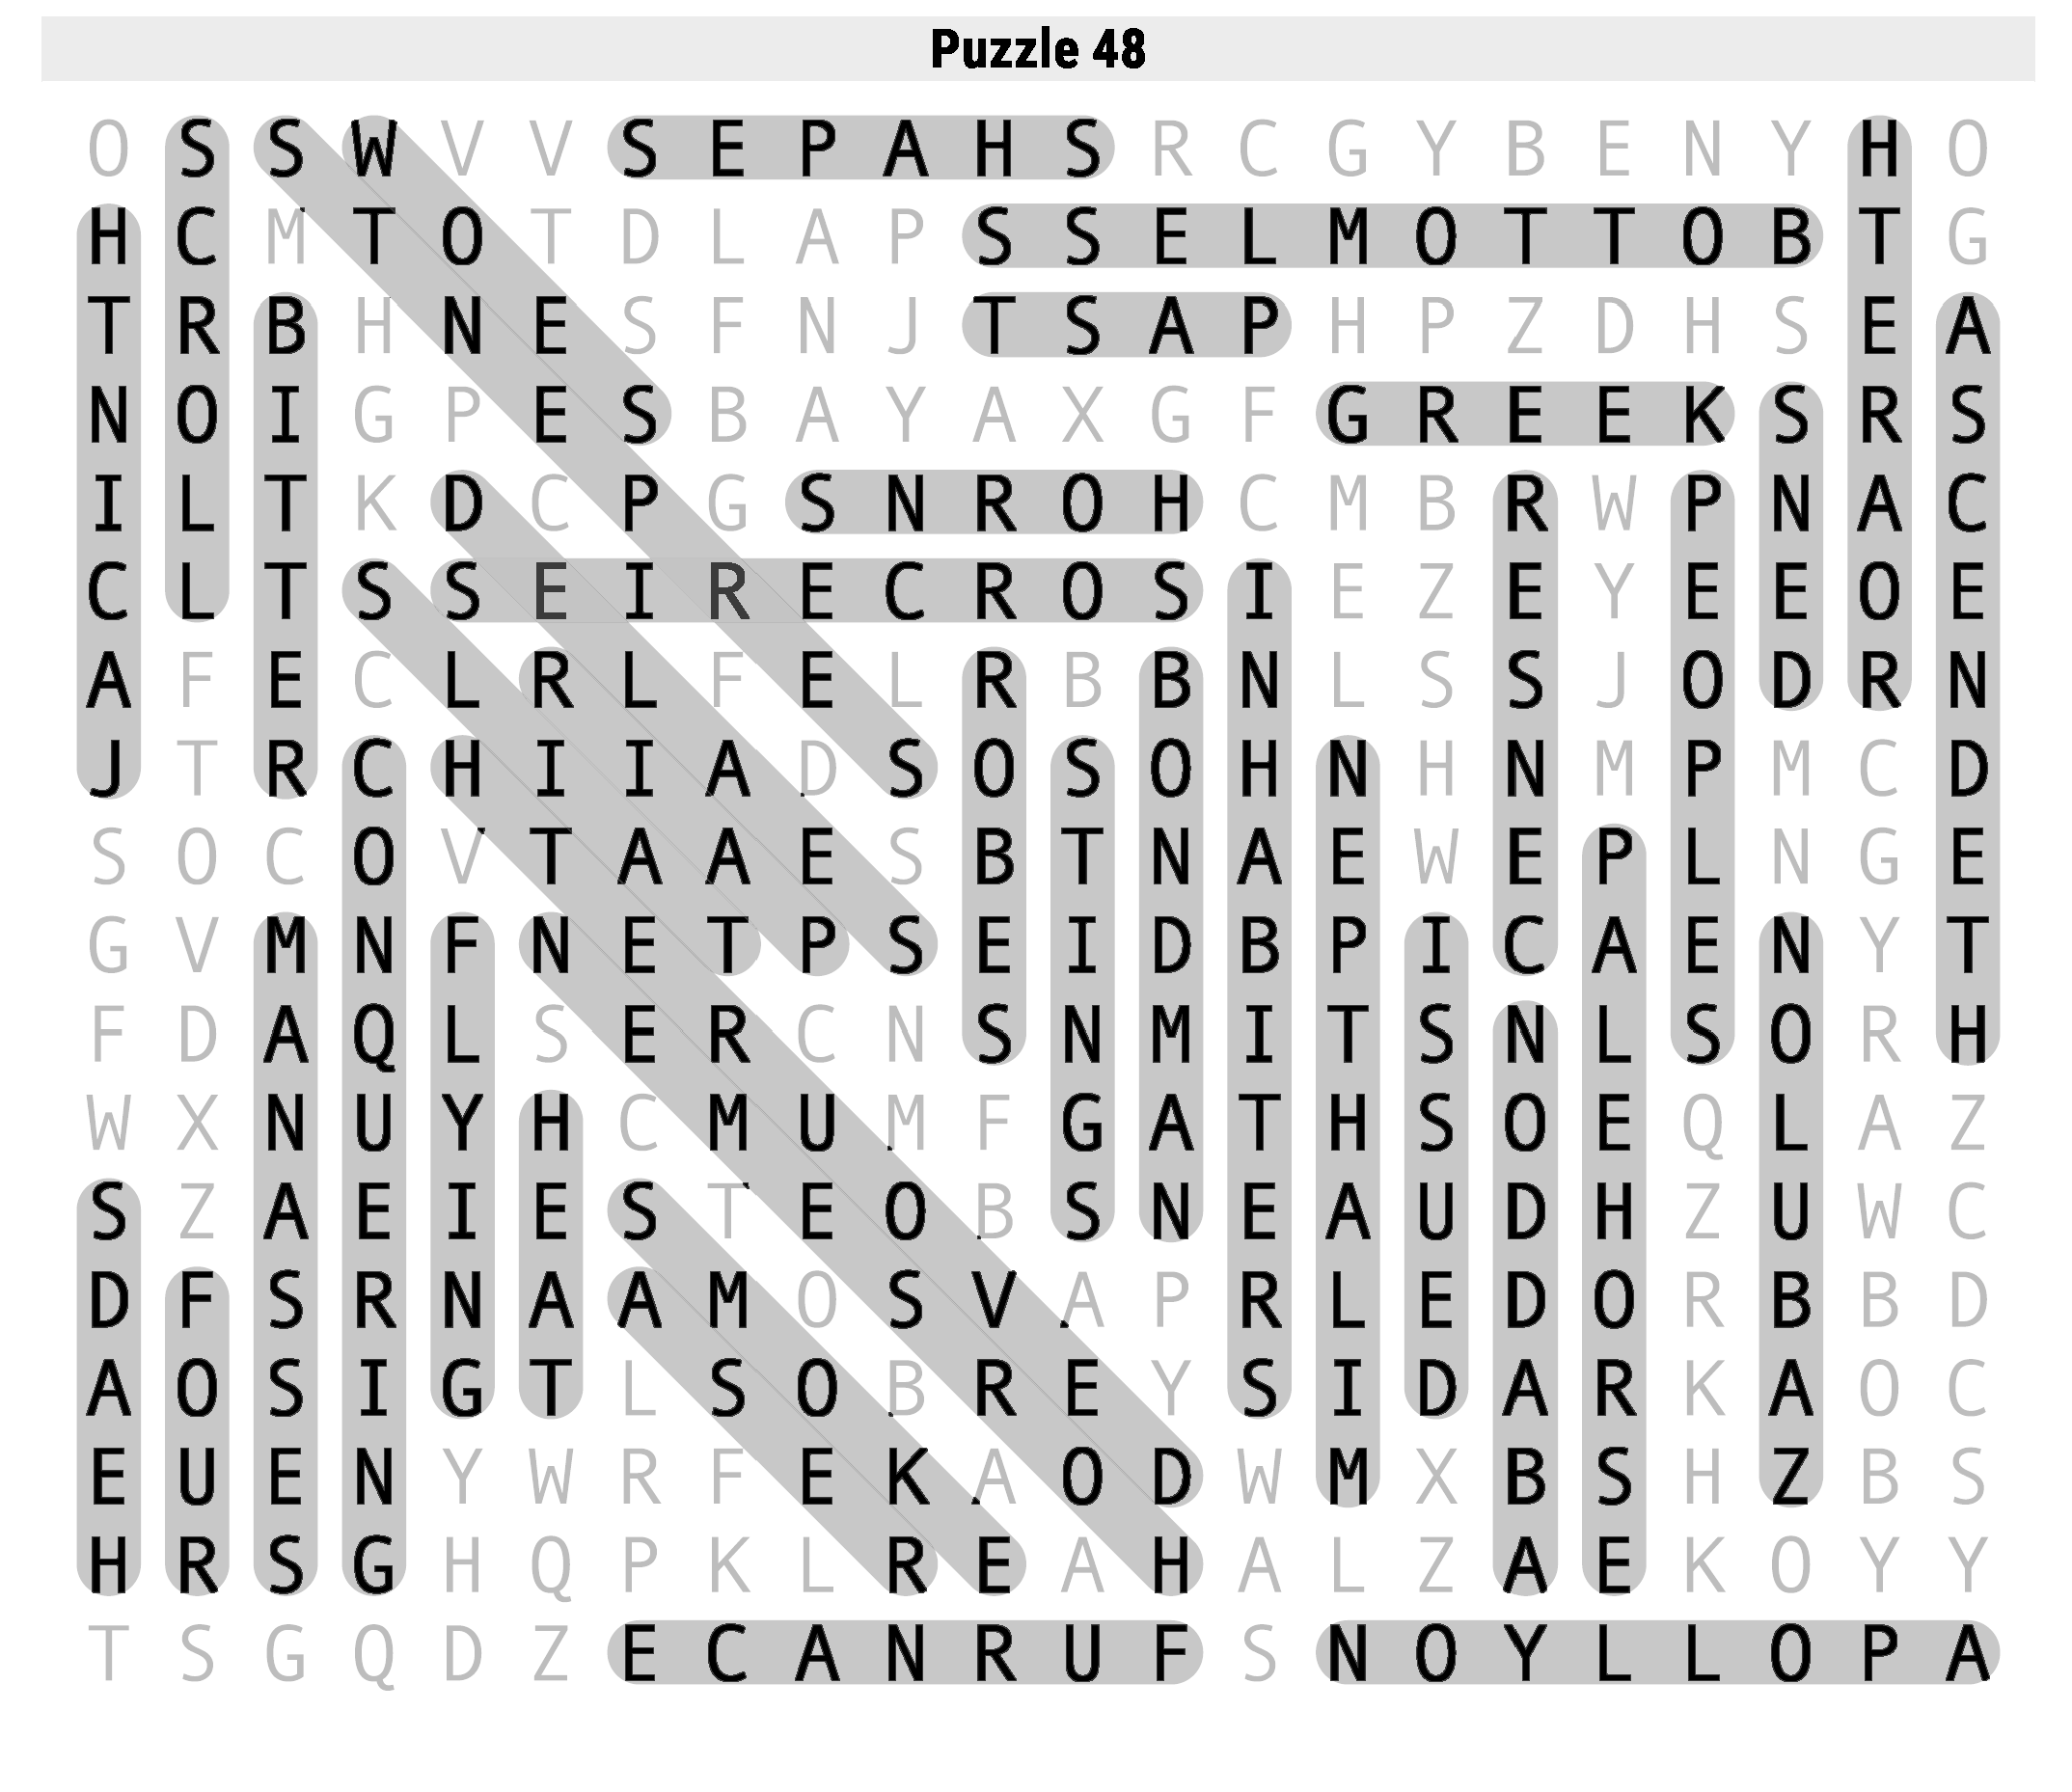 Puzzle 48
O S S W V V S E P A H S R C G Y B E N Y H O
H C M T O T D L A P S S E L M O T T O B T G
T R B H N E S F N J T S A P H P Z D H S E A
N O I G P E S B A Y A X G F G R E E K S R S
I L T K D C P G S N R O H C M B R W P N A C
C L T S S E I R E C R O S I E Z E Y E E O E
A F E C L R L F E L R B B N L S S J O D R N
J T R C H I I A D S O S O H N H N M P M C D
S O C O V T A A E S B T N A E W E P L N G E
G V M N F N E T P S E I D B P I C A E N Y T
F D A Q L S E R C N S N M I T S N L S O R H
W X N U Y H C M U M F G A T H S O E Q L A Z
S Z A E I E S T E O B S N E A U D H Z U W C
D F S R N A A M O S V A P R L E D O R B B D
A O S I G T L S O B R E Y S I D A R K A O C
E U E N Y W R F E K A O D W M X B S H Z B S
H R S G H Q P K L R E A H A L Z A E K O Y Y
T S G Q D Z E C A N R U F S N O Y L L O P A